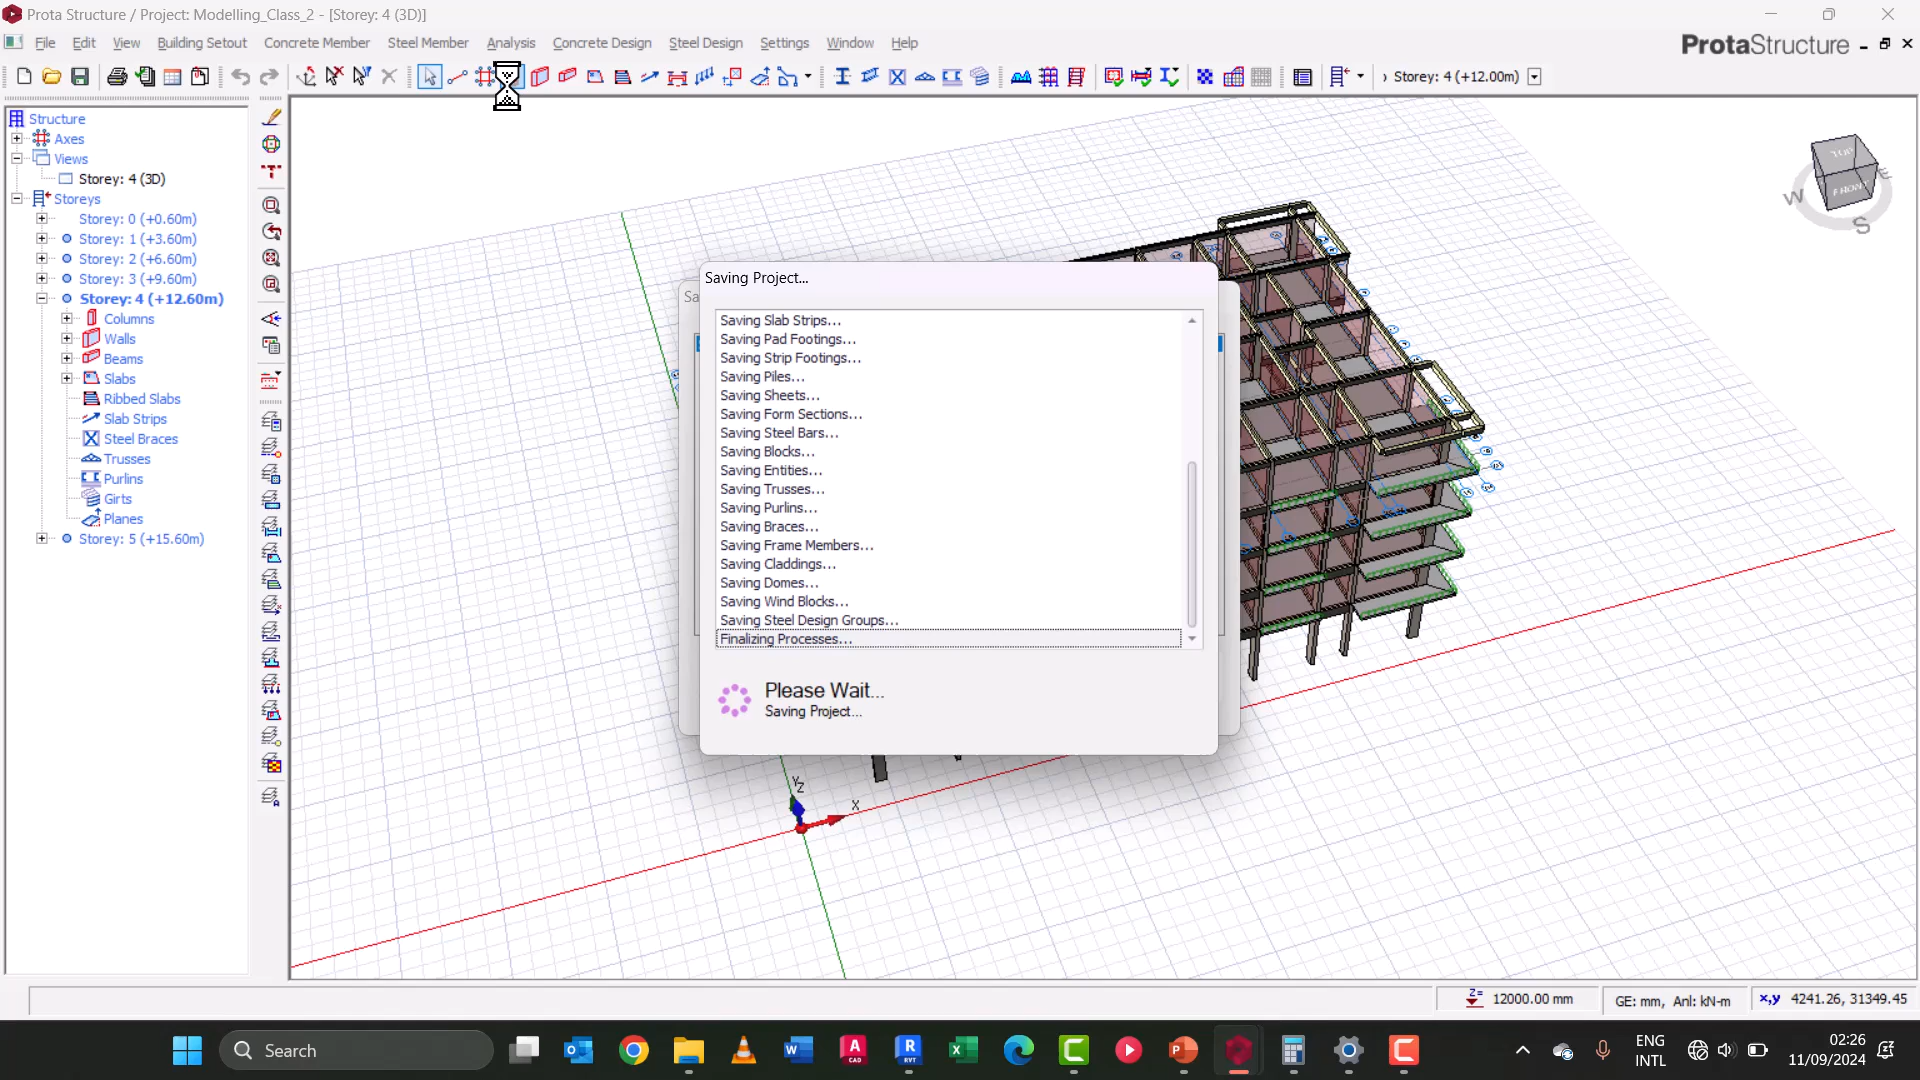 Prota Structure / Project: Modelling_Class_2 - [Storey: 4 (3D)]
File Edit View Building Setout Concrete Member Steel Member Analysis Concrete Design Steel Design Settings Window Help
ProtaStructure
Storey: 4 (+12.00m)
Structure
Axes
Views
Storey: 4 (3D)
Storeys
Storey: 0 (+0.60m)
Storey: 1 (+3.60m)
Storey: 2 (+6.60m)
Storey: 3 (+9.60m)
Storey: 4 (+12.60m)
Columns
Walls
Beams
Slabs
Ribbed Slabs
Slab Strips
Steel Braces
Trusses
Purlins
Girts
Planes
Storey: 5 (+15.60m)
TOP
FRONT
W
E
S
Sa
Saving Project...
Saving Slab Strips...
Saving Pad Footings...
Saving Strip Footings...
Saving Piles...
Saving Sheets...
Saving Form Sections...
Saving Steel Bars...
Saving Blocks...
Saving Entities...
Saving Trusses...
Saving Purlins...
Saving Braces...
Saving Frame Members...
Saving Claddings...
Saving Domes...
Saving Wind Blocks...
Saving Steel Design Groups...
Finalizing Processes...
Please Wait...
Saving Project...
Y
Z
X
Z= 12000.00 mm
GE: mm, Anl: kN-m
x,y 4241.26, 31349.45
Search
ENG
INTL
02:26
11/09/2024